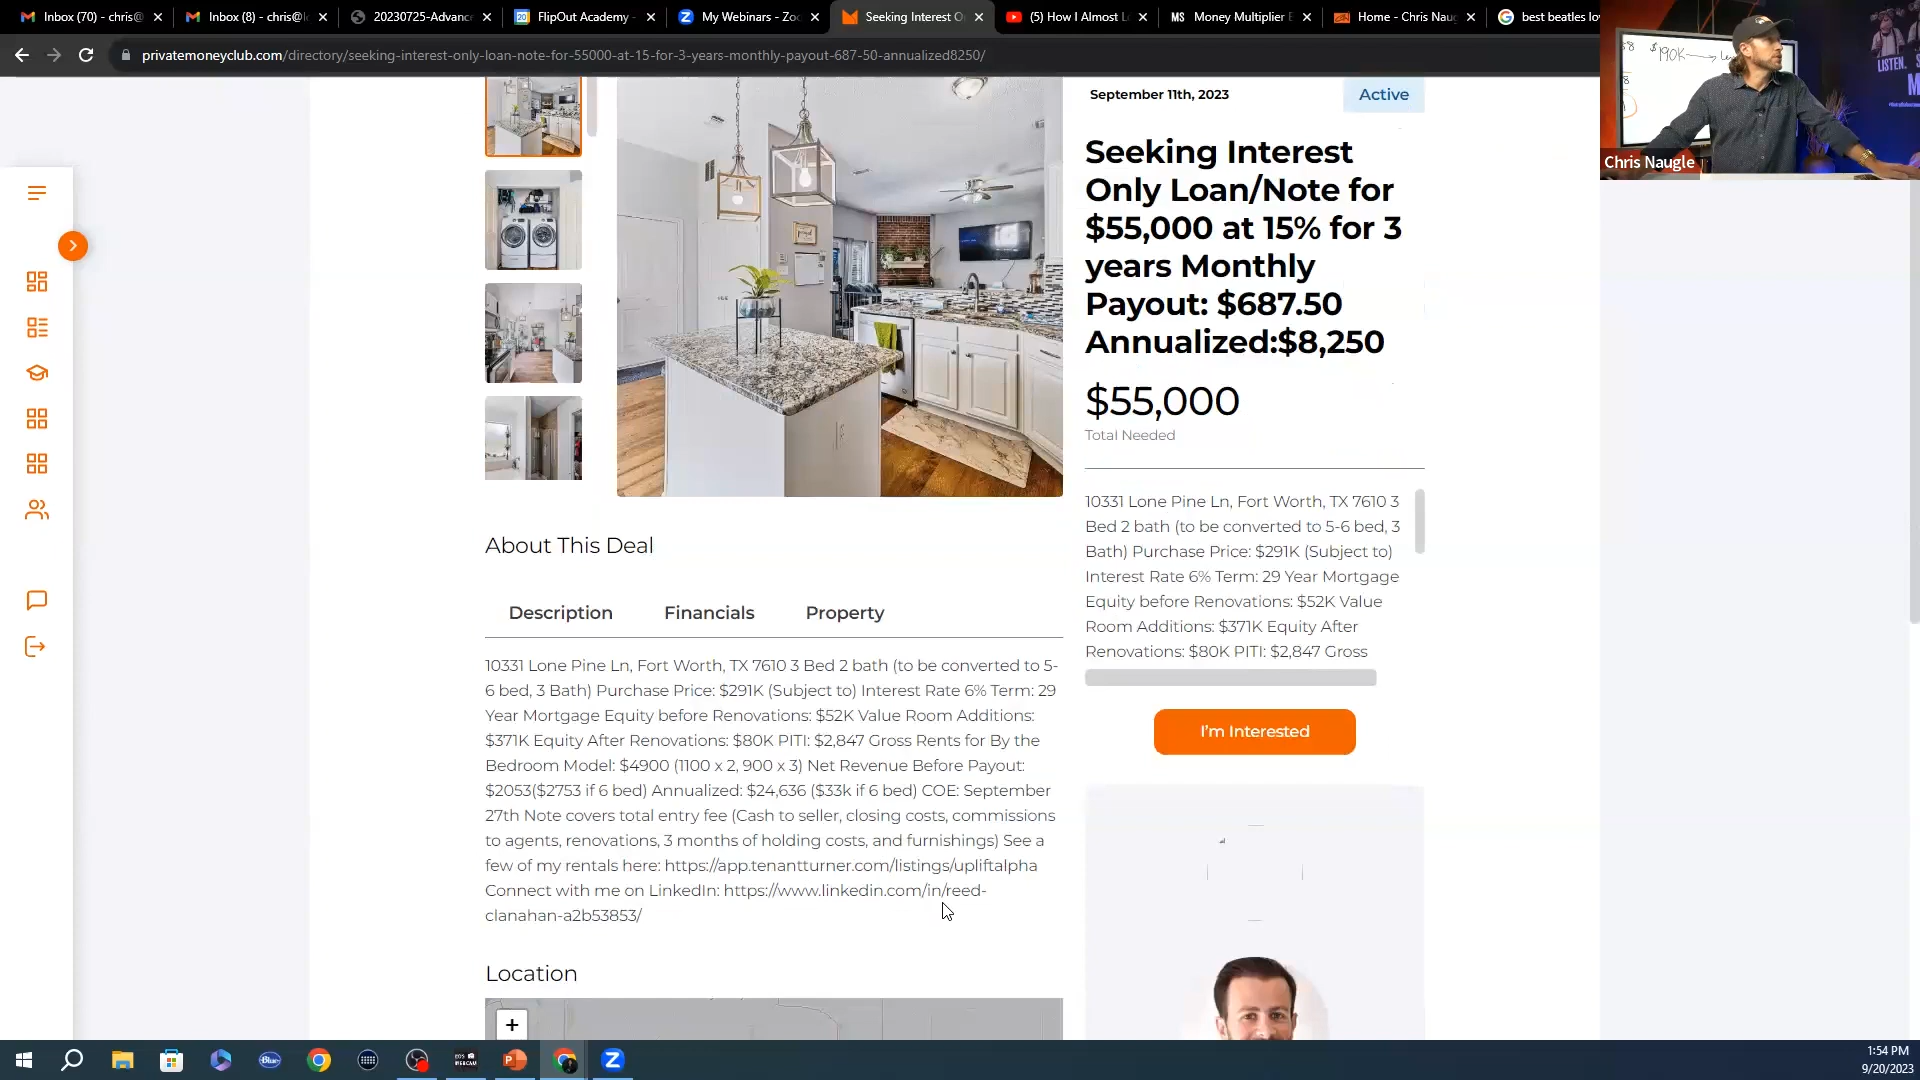 Inbox (70) - chris@
Inbox (8) - chris@l
20230725-Advance
FlipOut Academy -
My Webinars - Zoo
Seeking Interest O
(5) How I Almost L
Money Multiplier E
Home - Chris Naug
best beatles lo
privatemoneyclub.com/directory/seeking-interest-only-loan-note-for-55000-at-15-for-3-years-monthly-payout-687-50-annualized8250/
$190K
LISTEN.
Chris Naugle
September 11th, 2023
Active
Seeking Interest
Only Loan/Note for
$55,000 at 15% for 3
years Monthly
Payout: $687.50
Annualized:$8,250
$55,000
Total Needed
10331 Lone Pine Ln, Fort Worth, TX 7610 3
Bed 2 bath (to be converted to 5-6 bed, 3
Bath) Purchase Price: $291K (Subject to)
Interest Rate 6% Term: 29 Year Mortgage
Equity before Renovations: $52K Value
Room Additions: $371K Equity After
Renovations: $80K PITI: $2,847 Gross
I'm Interested
About This Deal
Description
Financials
Property
10331 Lone Pine Ln, Fort Worth, TX 7610 3 Bed 2 bath (to be converted to 5-
6 bed, 3 Bath) Purchase Price: $291K (Subject to) Interest Rate 6% Term: 29
Year Mortgage Equity before Renovations: $52K Value Room Additions:
$371K Equity After Renovations: $80K PITI: $2,847 Gross Rents for By the
Bedroom Model: $4900 (1100 x 2, 900 x 3) Net Revenue Before Payout:
$2053($2753 if 6 bed) Annualized: $24,636 ($33k if 6 bed) COE: September
27th Note covers total entry fee (Cash to seller, closing costs, commissions
to agents, renovations, 3 months of holding costs, and furnishings) See a
few of my rentals here: https://app.tenantturner.com/listings/upliftalpha
Connect with me on LinkedIn: https://www.linkedin.com/in/reed-
clanahan-a2b53853/
Location
+
1:54 PM
9/20/2023